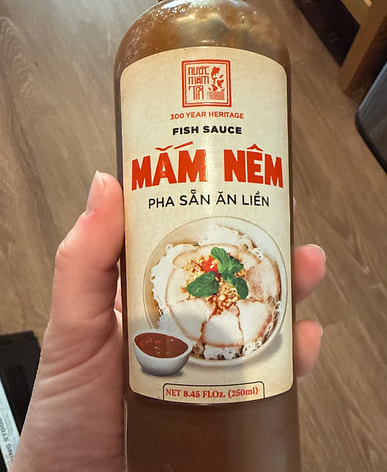 NƯỚC
MẮM
TĨN
300 YEAR HERITAGE
FISH SAUCE
MẮM NÊM
PHA SẴN ĂN LIỀN
NET 8.45 Fl.Oz. (250ml)